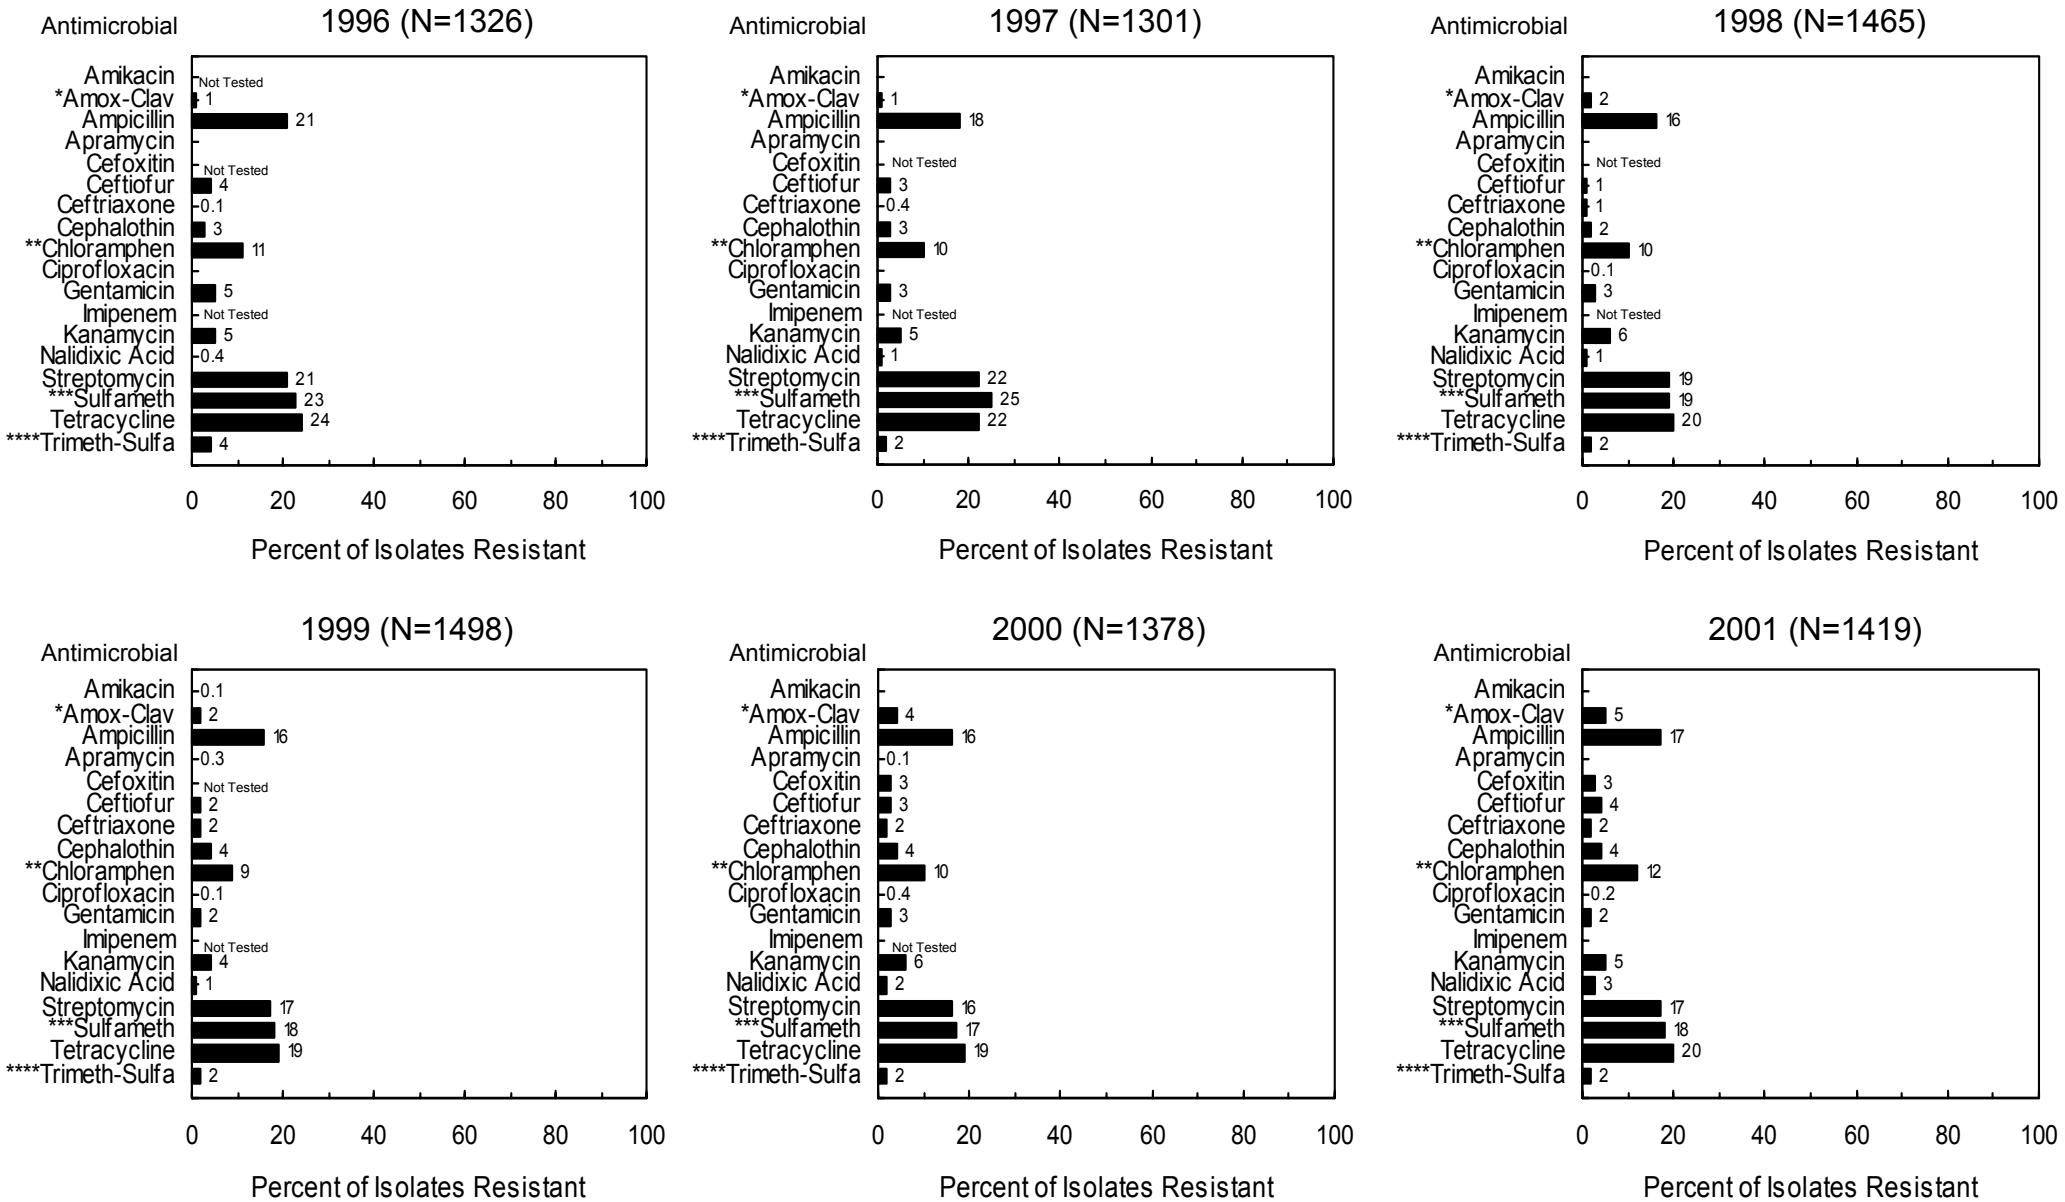 Antimicrobial 1996 (N=1326)
Amikacin Not Tested
*Amox-Clav 1
Ampicillin 21
Apramycin
Cefoxitin Not Tested
Ceftiofur 4
Ceftriaxone 0.1
Cephalothin 3
**Chloramphen 11
Ciprofloxacin
Gentamicin 5
Imipenem Not Tested
Kanamycin 5
Nalidixic Acid 0.4
Streptomycin 21
***Sulfameth 23
Tetracycline 24
****Trimeth-Sulfa 4
0 20 40 60 80 100
Percent of Isolates Resistant
Antimicrobial 1997 (N=1301)
Amikacin
*Amox-Clav 1
Ampicillin 18
Apramycin
Cefoxitin Not Tested
Ceftiofur 3
Ceftriaxone 0.4
Cephalothin 3
**Chloramphen 10
Ciprofloxacin
Gentamicin 3
Imipenem Not Tested
Kanamycin 5
Nalidixic Acid 1
Streptomycin 22
***Sulfameth 25
Tetracycline 22
****Trimeth-Sulfa 2
0 20 40 60 80 100
Percent of Isolates Resistant
Antimicrobial 1998 (N=1465)
Amikacin
*Amox-Clav 2
Ampicillin 16
Apramycin
Cefoxitin Not Tested
Ceftiofur 1
Ceftriaxone 1
Cephalothin 2
**Chloramphen 10
Ciprofloxacin 0.1
Gentamicin 3
Imipenem Not Tested
Kanamycin 6
Nalidixic Acid 1
Streptomycin 19
***Sulfameth 19
Tetracycline 20
****Trimeth-Sulfa 2
0 20 40 60 80 100
Percent of Isolates Resistant
Antimicrobial 1999 (N=1498)
Amikacin 0.1
*Amox-Clav 2
Ampicillin 16
Apramycin 0.3
Cefoxitin Not Tested
Ceftiofur 2
Ceftriaxone 2
Cephalothin 4
**Chloramphen 9
Ciprofloxacin 0.1
Gentamicin 2
Imipenem Not Tested
Kanamycin 4
Nalidixic Acid 1
Streptomycin 17
***Sulfameth 18
Tetracycline 19
****Trimeth-Sulfa 2
0 20 40 60 80 100
Percent of Isolates Resistant
Antimicrobial 2000 (N=1378)
Amikacin
*Amox-Clav 4
Ampicillin 16
Apramycin 0.1
Cefoxitin 3
Ceftiofur 3
Ceftriaxone 2
Cephalothin 4
**Chloramphen 10
Ciprofloxacin 0.4
Gentamicin 3
Imipenem Not Tested
Kanamycin 6
Nalidixic Acid 2
Streptomycin 16
***Sulfameth 17
Tetracycline 19
****Trimeth-Sulfa 2
0 20 40 60 80 100
Percent of Isolates Resistant
Antimicrobial 2001 (N=1419)
Amikacin
*Amox-Clav 5
Ampicillin 17
Apramycin
Cefoxitin 3
Ceftiofur 4
Ceftriaxone 2
Cephalothin 4
**Chloramphen 12
Ciprofloxacin 0.2
Gentamicin 2
Imipenem
Kanamycin 5
Nalidixic Acid 3
Streptomycin 17
***Sulfameth 18
Tetracycline 20
****Trimeth-Sulfa 2
0 20 40 60 80 100
Percent of Isolates Resistant